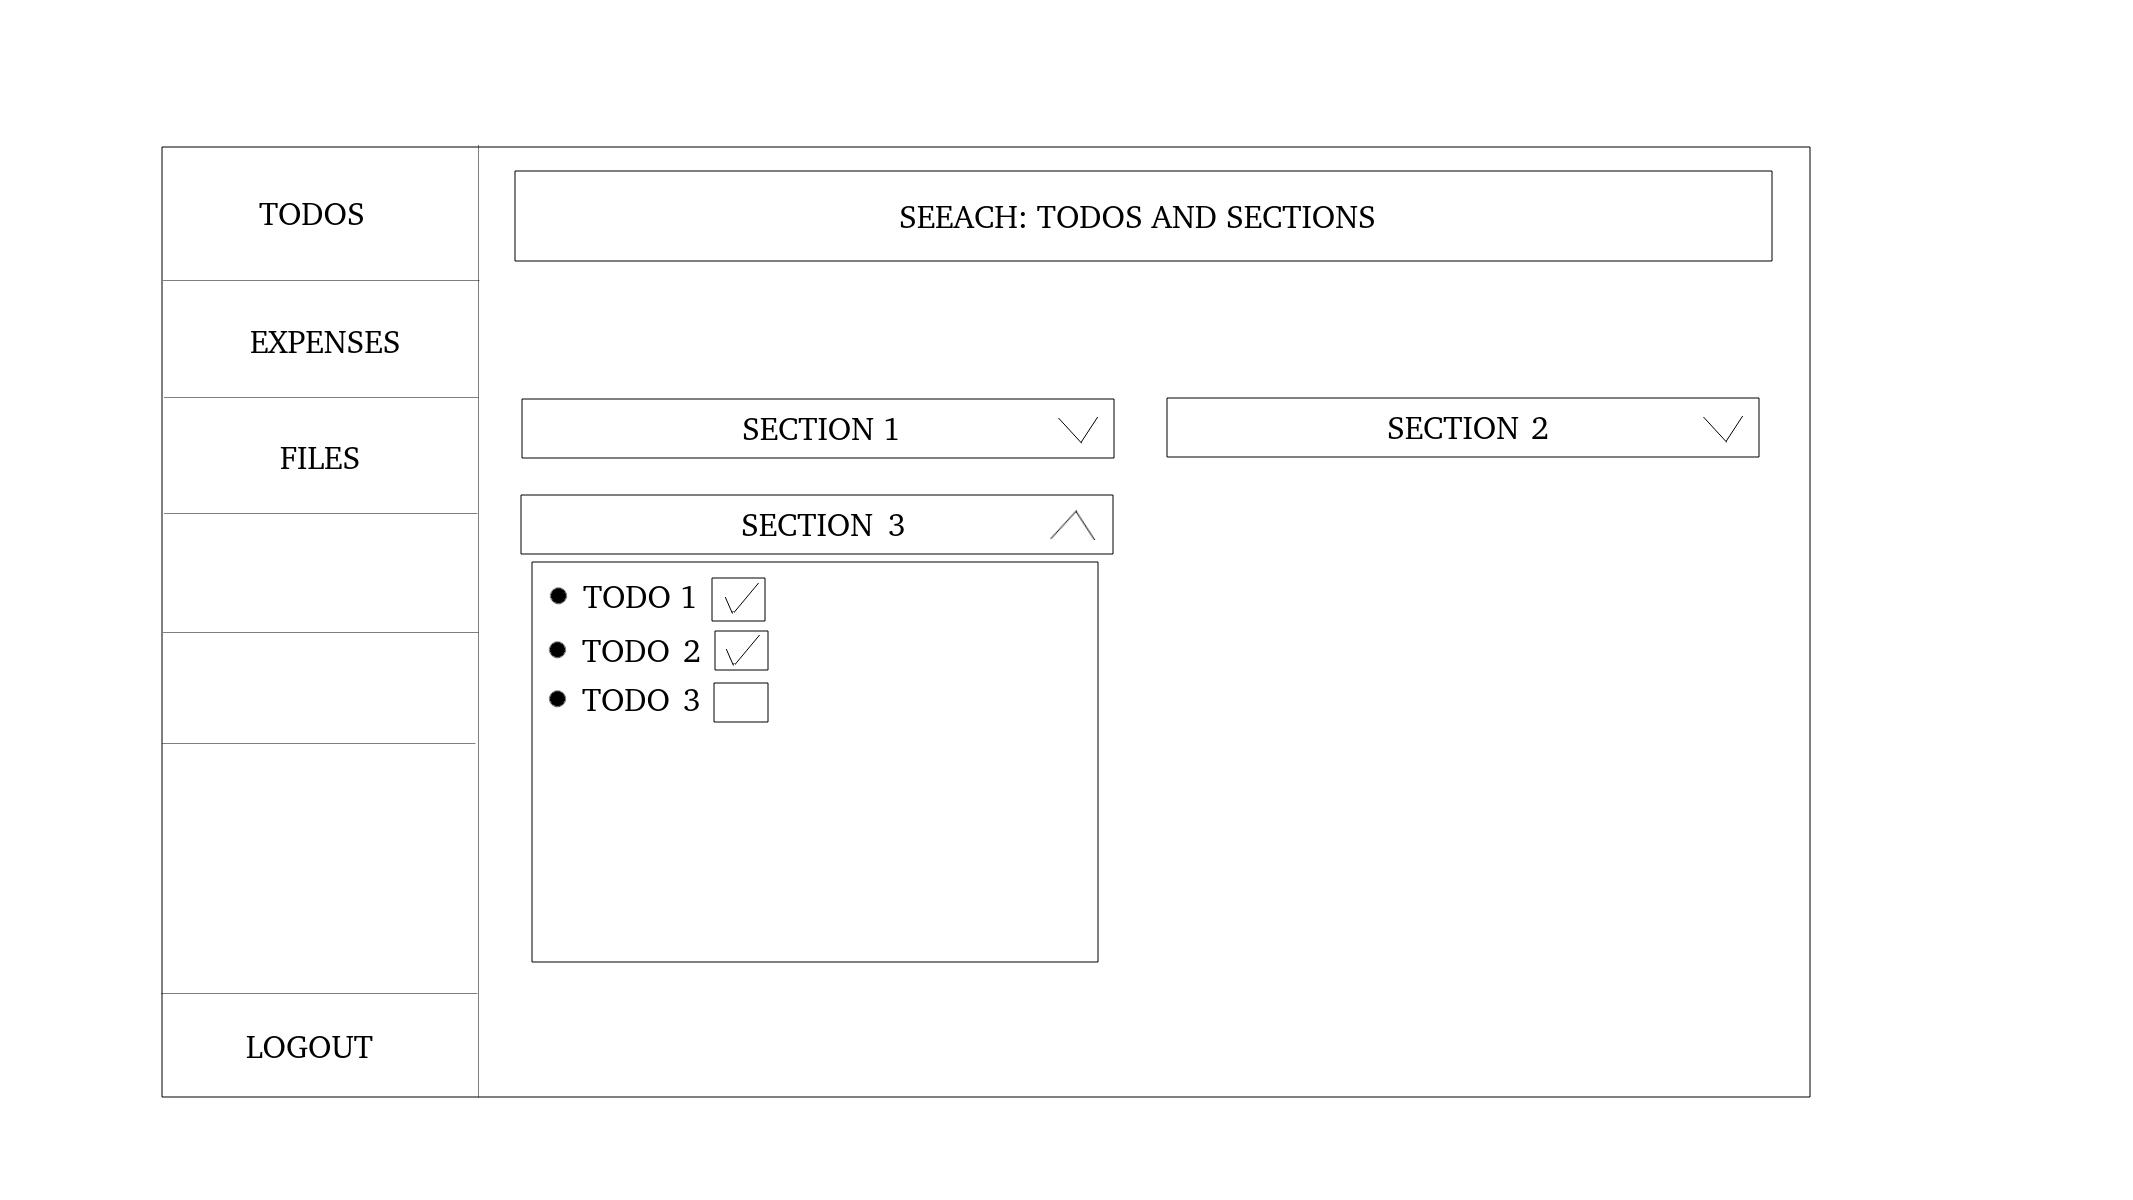 TODOS
EXPENSES
FILES
LOGOUT
SEEACH: TODOS AND SECTIONS
SECTION 1
SECTION 2
SECTION 3
TODO 1
TODO 2
TODO 3